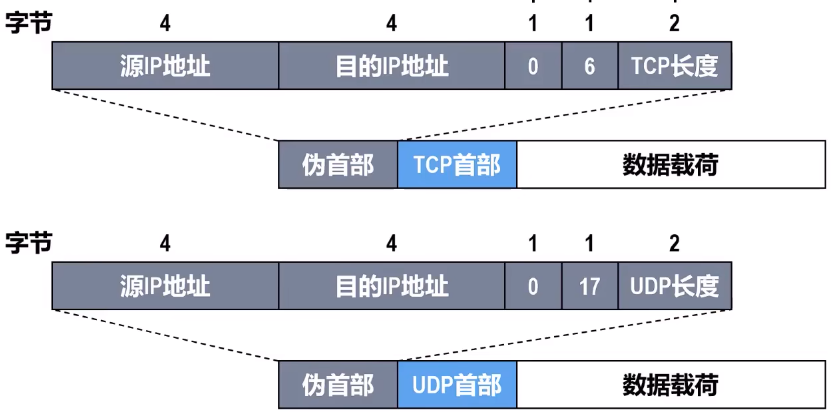 字节 4 4 1 1 2
源IP地址 目的IP地址 0 6 TCP长度
伪首部 TCP首部 数据载荷
字节 4 4 1 1 2
源IP地址 目的IP地址 0 17 UDP长度
伪首部 UDP首部 数据载荷